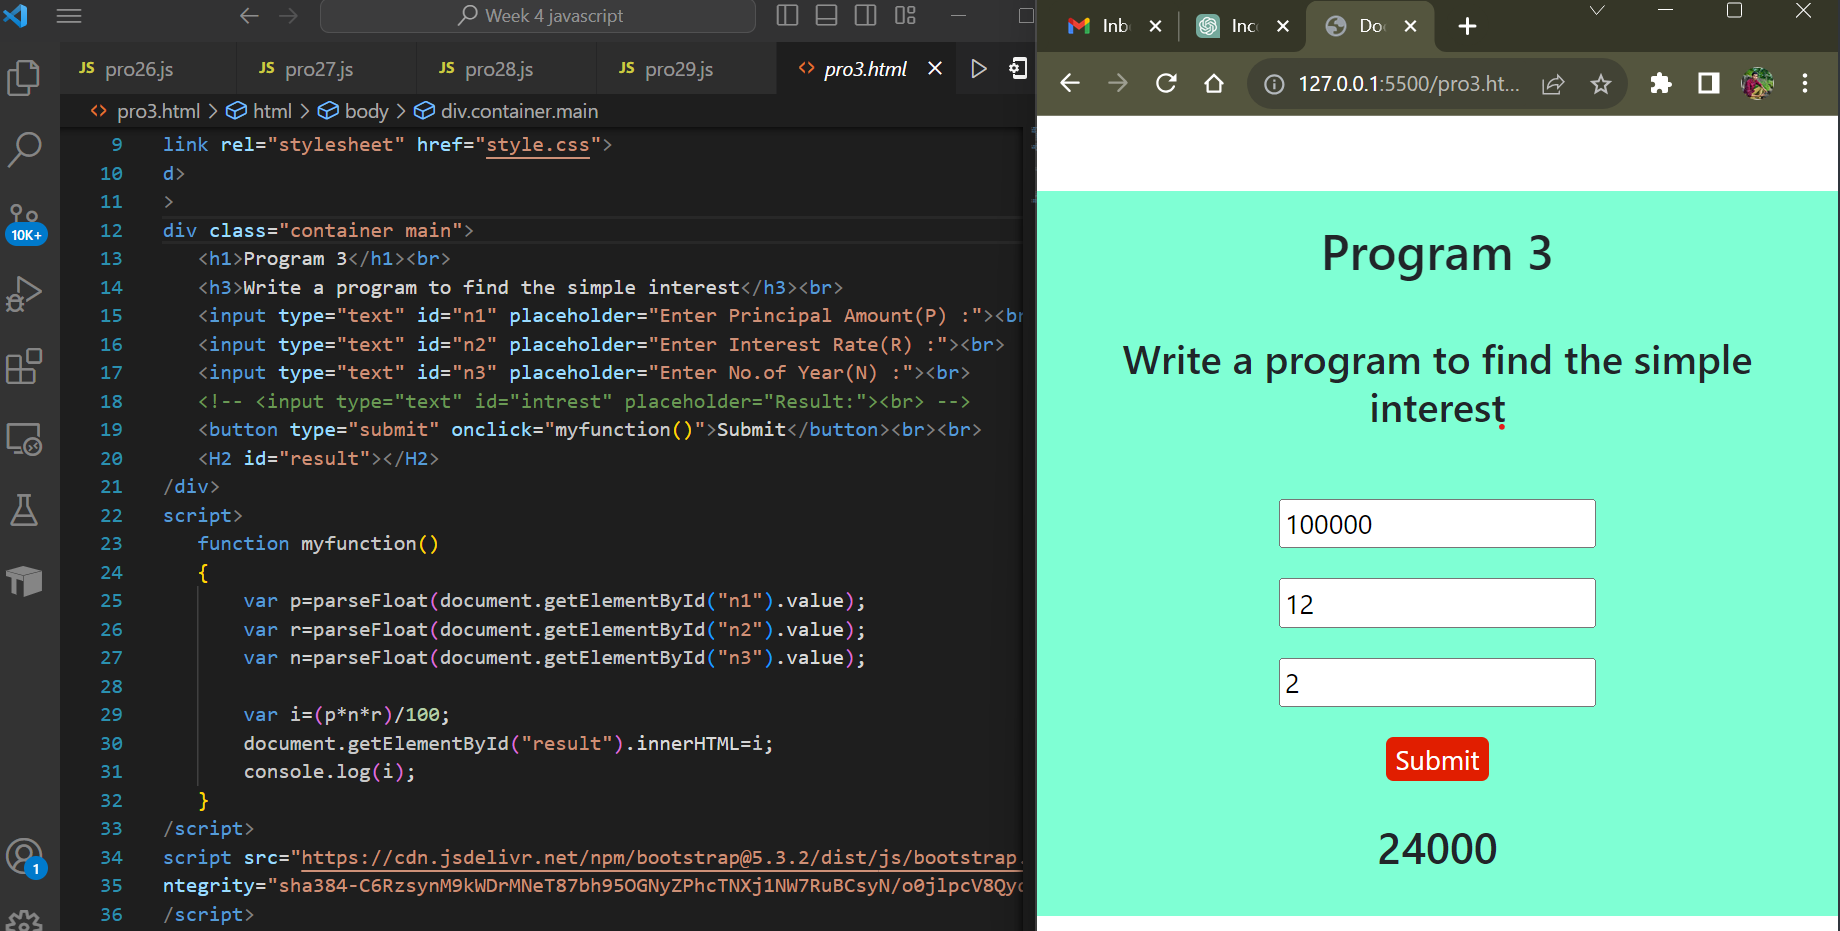 Week 4 javascript
JS pro26.js JS pro27.js JS pro28.js JS pro29.js <> pro3.html
<> pro3.html > html > body > div.container.main
9 link rel="stylesheet" href="style.css">
10 d>
11 >
12 div class="container main">
13 <h1>Program 3</h1><br>
14 <h3>Write a program to find the simple interest</h3><br>
15 <input type="text" id="n1" placeholder="Enter Principal Amount(P) :"><br
16 <input type="text" id="n2" placeholder="Enter Interest Rate(R) :"><br>
17 <input type="text" id="n3" placeholder="Enter No.of Year(N) :"><br>
18 <!-- <input type="text" id="intrest" placeholder="Result:"><br> -->
19 <button type="submit" onclick="myfunction()">Submit</button><br><br>
20 <H2 id="result"></H2>
21 /div>
22 script>
23 function myfunction()
24 {
25 var p=parseFloat(document.getElementById("n1").value);
26 var r=parseFloat(document.getElementById("n2").value);
27 var n=parseFloat(document.getElementById("n3").value);
28
29 var i=(p*n*r)/100;
30 document.getElementById("result").innerHTML=i;
31 console.log(i);
32 }
33 /script>
34 script src="https://cdn.jsdelivr.net/npm/bootstrap@5.3.2/dist/js/bootstrap.
35 ntegrity="sha384-C6RzsynM9kWDrMNeT87bh95OGNyZPhcTNXj1NW7RuBCsyN/o0jlpcV8Qyq
36 /script>
10K+
1
Inb
Inc
Do
127.0.0.1:5500/pro3.ht...
Program 3
Write a program to find the simple
interest
100000
12
2
Submit
24000